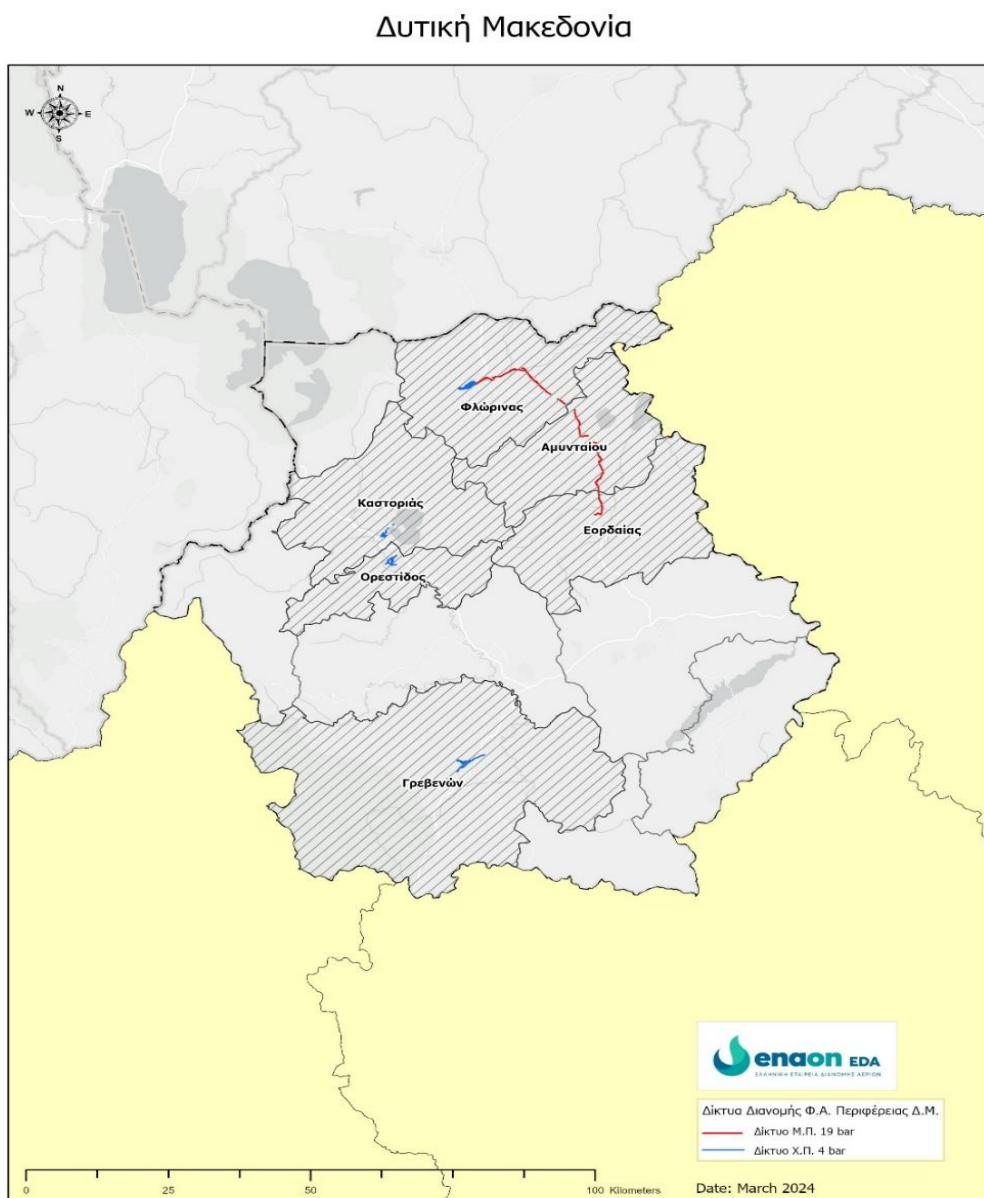 Δυτική Μακεδονία
N
W E
S
Φλώρινας
Αμυνταίου
Καστοριάς
Εορδαίας
Ορεστίδος
Γρεβενών
enaon EDA
ΕΛΛΗΝΙΚΗ ΕΤΑΙΡΕΙΑ ΔΙΑΝΟΜΗΣ ΑΕΡΙΩΝ
Δίκτυα Διανομής Φ.Α. Περιφέρειας Δ.Μ.
Δίκτυο Μ.Π. 19 bar
Δίκτυο Χ.Π. 4 bar
0 25 50 100 Kilometers
Date: March 2024